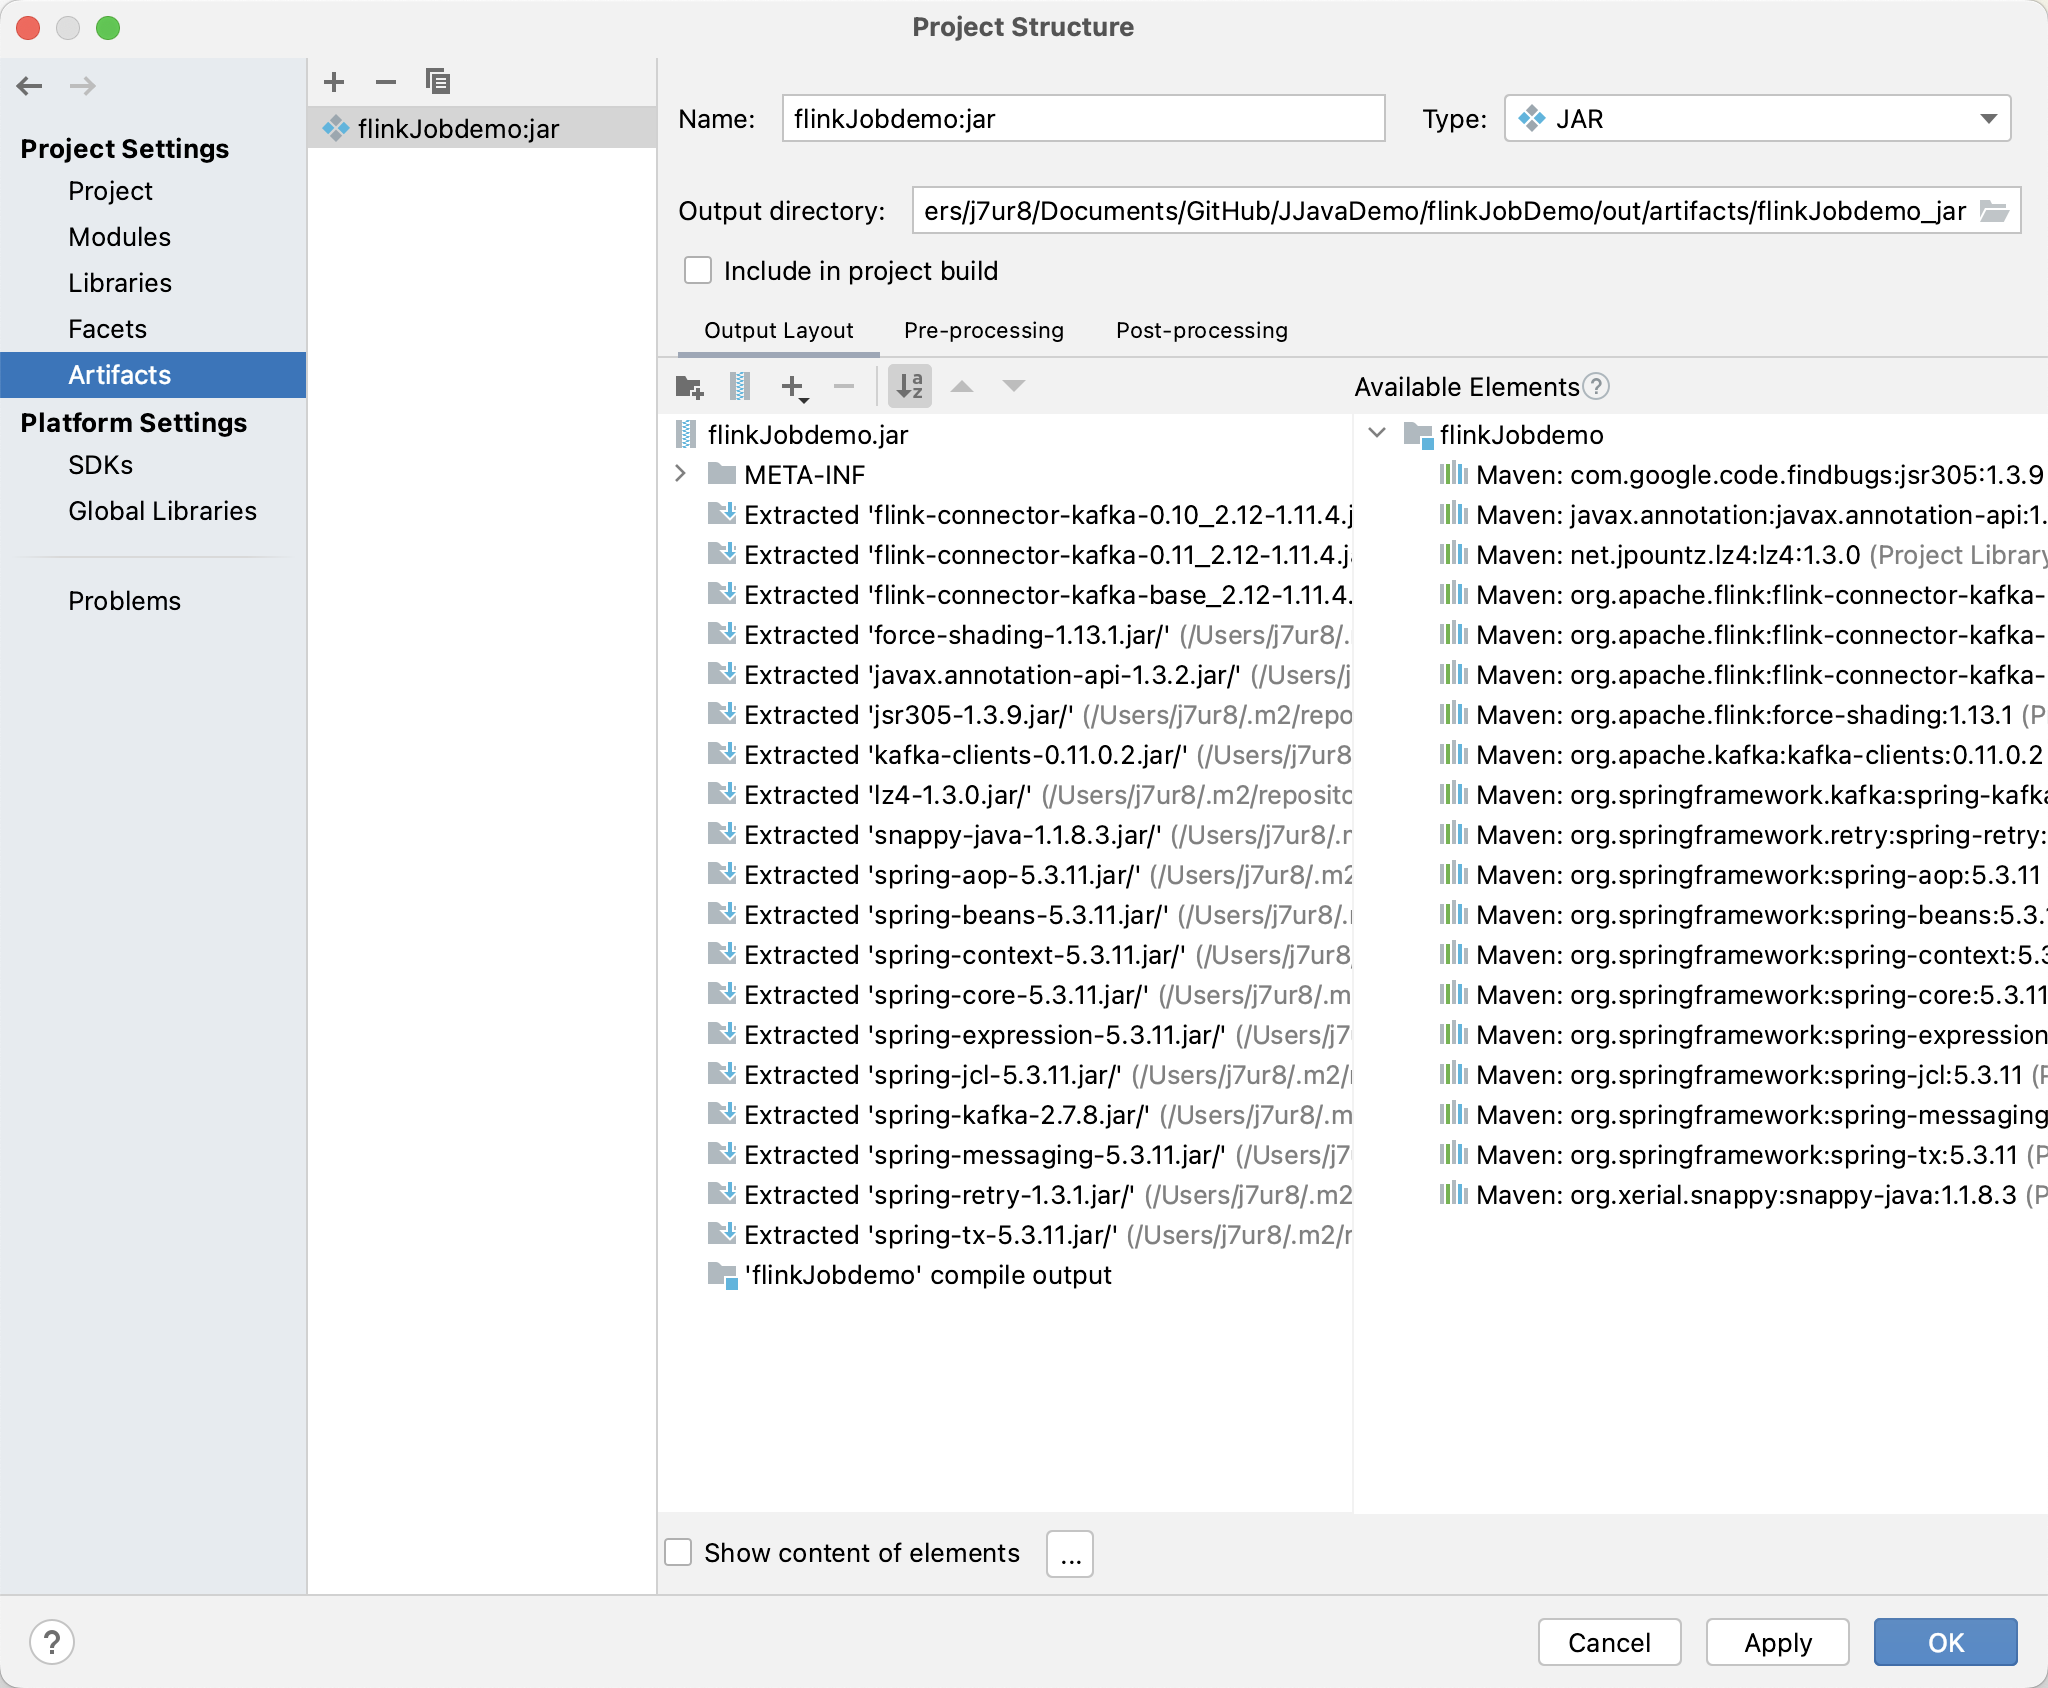 Project Structure
Project Settings
Project
Modules
Libraries
Facets
Artifacts
Platform Settings
SDKs
Global Libraries
Problems
flinkJobdemo:jar
Name: flinkJobdemo:jar Type: JAR
Output directory: ers/j7ur8/Documents/GitHub/JJavaDemo/flinkJobDemo/out/artifacts/flinkJobdemo_jar
Include in project build
Output Layout Pre-processing Post-processing
Available Elements ?
flinkJobdemo.jar
META-INF
Extracted 'flink-connector-kafka-0.10_2.12-1.11.4.j
Extracted 'flink-connector-kafka-0.11_2.12-1.11.4.j
Extracted 'flink-connector-kafka-base_2.12-1.11.4.
Extracted 'force-shading-1.13.1.jar/' (/Users/j7ur8/.
Extracted 'javax.annotation-api-1.3.2.jar/' (/Users/j
Extracted 'jsr305-1.3.9.jar/' (/Users/j7ur8/.m2/repo
Extracted 'kafka-clients-0.11.0.2.jar/' (/Users/j7ur8
Extracted 'lz4-1.3.0.jar/' (/Users/j7ur8/.m2/reposito
Extracted 'snappy-java-1.1.8.3.jar/' (/Users/j7ur8/.m
Extracted 'spring-aop-5.3.11.jar/' (/Users/j7ur8/.m2
Extracted 'spring-beans-5.3.11.jar/' (/Users/j7ur8/.
Extracted 'spring-context-5.3.11.jar/' (/Users/j7ur8/
Extracted 'spring-core-5.3.11.jar/' (/Users/j7ur8/.m
Extracted 'spring-expression-5.3.11.jar/' (/Users/j7
Extracted 'spring-jcl-5.3.11.jar/' (/Users/j7ur8/.m2/
Extracted 'spring-kafka-2.7.8.jar/' (/Users/j7ur8/.m
Extracted 'spring-messaging-5.3.11.jar/' (/Users/j7
Extracted 'spring-retry-1.3.1.jar/' (/Users/j7ur8/.m2
Extracted 'spring-tx-5.3.11.jar/' (/Users/j7ur8/.m2/r
'flinkJobdemo' compile output
flinkJobdemo
Maven: com.google.code.findbugs:jsr305:1.3.9
Maven: javax.annotation:javax.annotation-api:1.
Maven: net.jpountz.lz4:lz4:1.3.0 (Project Library
Maven: org.apache.flink:flink-connector-kafka-
Maven: org.apache.flink:flink-connector-kafka-
Maven: org.apache.flink:flink-connector-kafka-
Maven: org.apache.flink:force-shading:1.13.1 (P
Maven: org.apache.kafka:kafka-clients:0.11.0.2
Maven: org.springframework.kafka:spring-kafka
Maven: org.springframework.retry:spring-retry:
Maven: org.springframework:spring-aop:5.3.11
Maven: org.springframework:spring-beans:5.3.1
Maven: org.springframework:spring-context:5.3
Maven: org.springframework:spring-core:5.3.11
Maven: org.springframework:spring-expression
Maven: org.springframework:spring-jcl:5.3.11 (P
Maven: org.springframework:spring-messaging
Maven: org.springframework:spring-tx:5.3.11 (P
Maven: org.xerial.snappy:snappy-java:1.1.8.3 (P
Show content of elements ...
? Cancel Apply OK